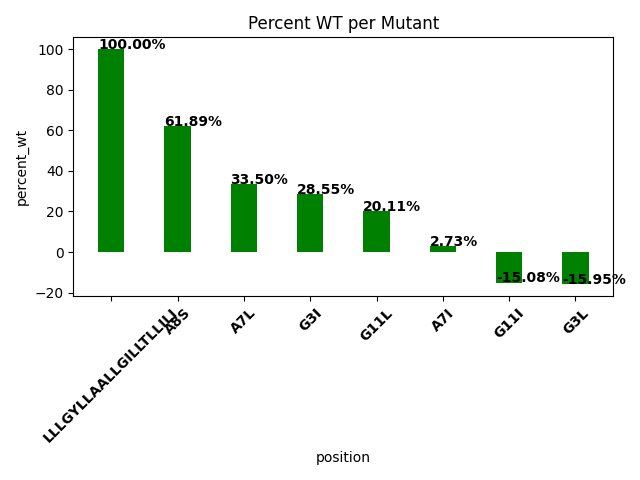 Percent WT per Mutant
100.00%
61.89%
33.50%
28.55%
20.11%
2.73%
-15.08%
-15.95%
100
80
60
40
20
0
−20
percent_wt
LLLGYLLAALLGILLTLLILI
A8S
A7L
G3I
G11L
A7I
G11I
G3L
position